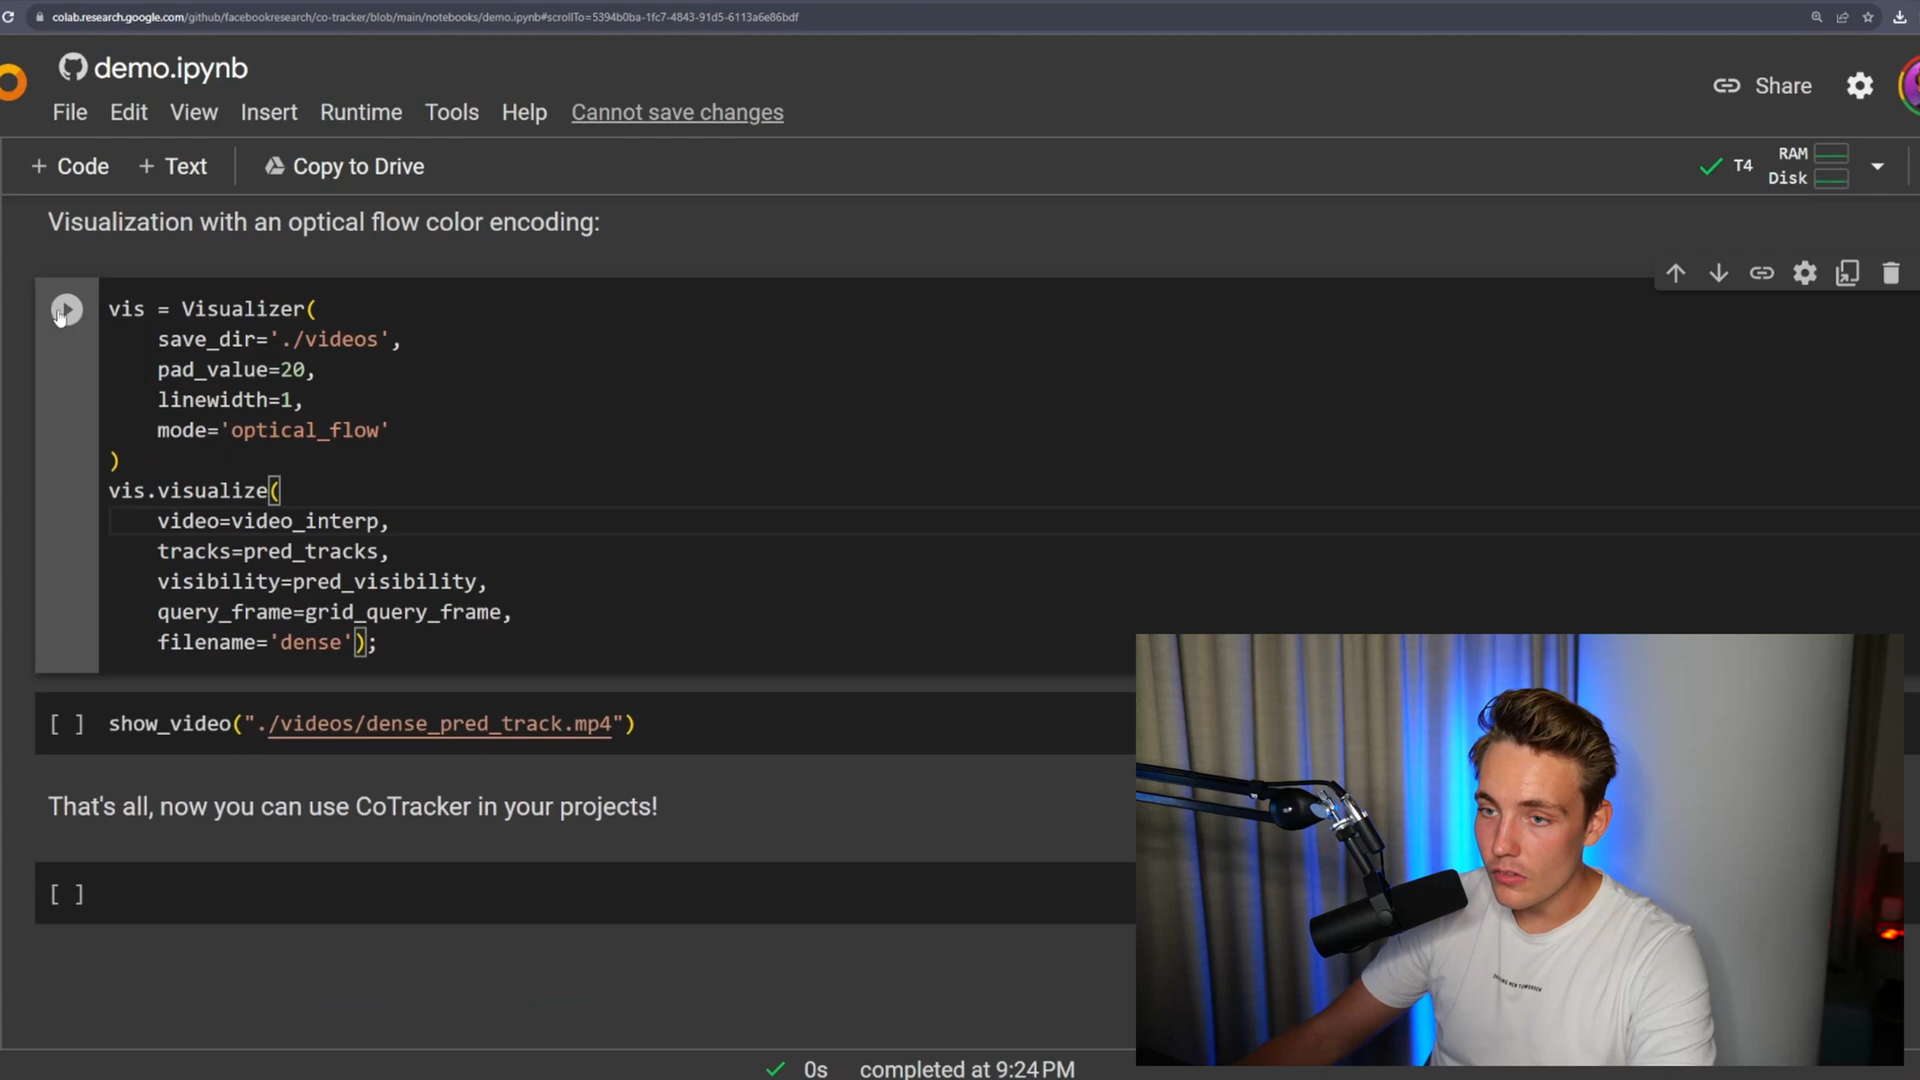 colab.research.google.com/github/facebookresearch/co-tracker/blob/main/notebooks/demo.ipynb#scrollTo=5394b0ba-1fc7-4843-91d5-6113a6e86bdf
demo.ipynb
Share
File Edit View Insert Runtime Tools Help Cannot save changes
+ Code + Text Copy to Drive
T4 RAM
Disk
Visualization with an optical flow color encoding:
vis = Visualizer(
save_dir='./videos',
pad_value=20,
linewidth=1,
mode='optical_flow'
)
vis.visualize(
video=video_interp,
tracks=pred_tracks,
visibility=pred_visibility,
query_frame=grid_query_frame,
filename='dense');
[ ] show_video("./videos/dense_pred_track.mp4")
That's all, now you can use CoTracker in your projects!
[ ]
0s completed at 9:24 PM